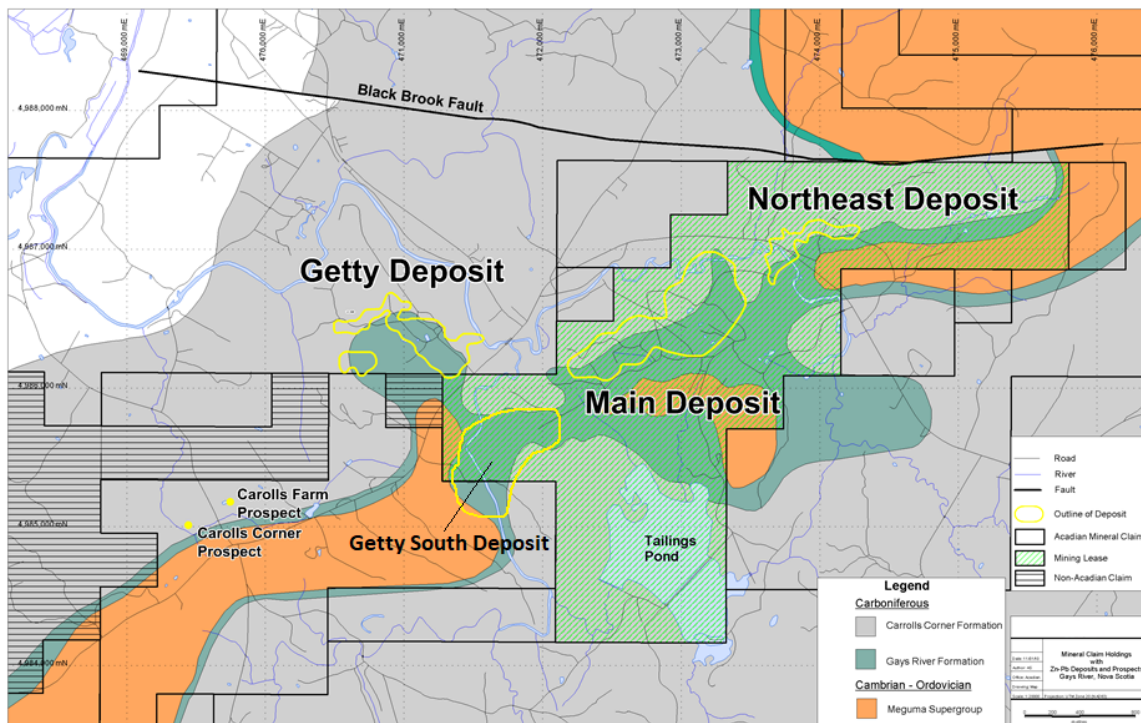 469,000 mE
470,000 mE
471,000 mE
472,000 mE
473,000 mE
474,000 mE
475,000 mE
476,000 mE
4,988,000 mN
Black Brook Fault
Northeast Deposit
4,987,000 mN
Getty Deposit
4,986,000 mN
Main Deposit
Carolls Farm
Prospect
4,985,000 mN
Carolls Corner
Prospect
Getty South Deposit
Tailings
Pond
4,984,000 mN
Road
River
Fault
Outline of Deposit
Acadian Mineral Claim
Mining Lease
Non-Acadian Claim
Legend
Carboniferous
Carrolls Corner Formation
Gays River Formation
Cambrian - Ordovician
Meguma Supergroup
Mineral Claim Holdings
with
Zn-Pb Deposits and Prospects
Gays River, Nova Scotia